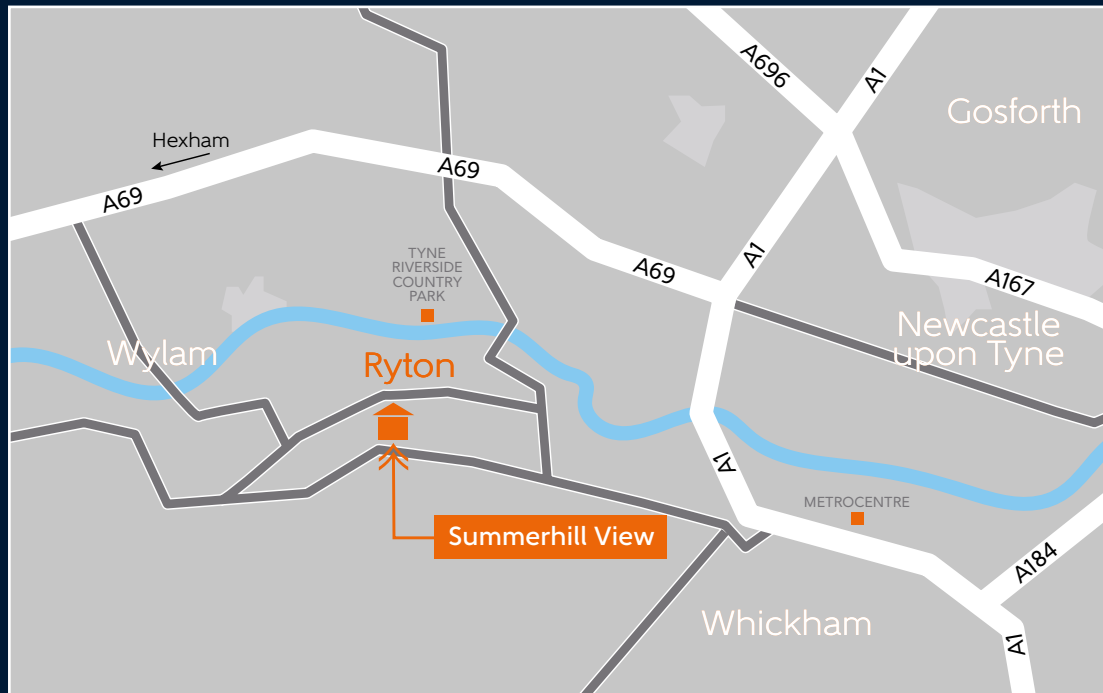 A696
A1
Gosforth
Hexham
A69
A69
A1
A69
A167
TYNE
RIVERSIDE
COUNTRY
PARK
Newcastle
upon Tyne
Wylam
Ryton
A1
METROCENTRE
Summerhill View
A184
Whickham
A1